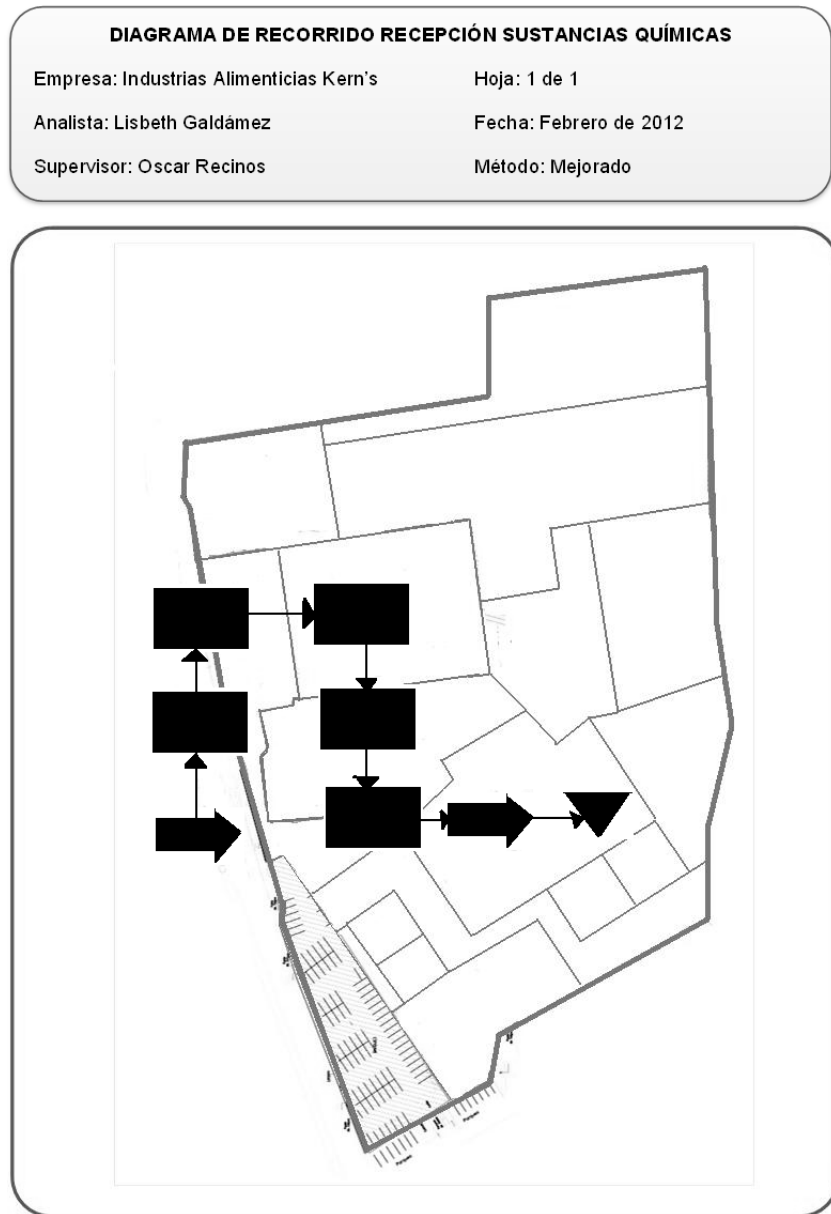 DIAGRAMA DE RECORRIDO RECEPCIÓN SUSTANCIAS QUÍMICAS
Empresa: Industrias Alimenticias Kern's Hoja: 1 de 1
Analista: Lisbeth Galdámez Fecha: Febrero de 2012
Supervisor: Oscar Recinos Método: Mejorado